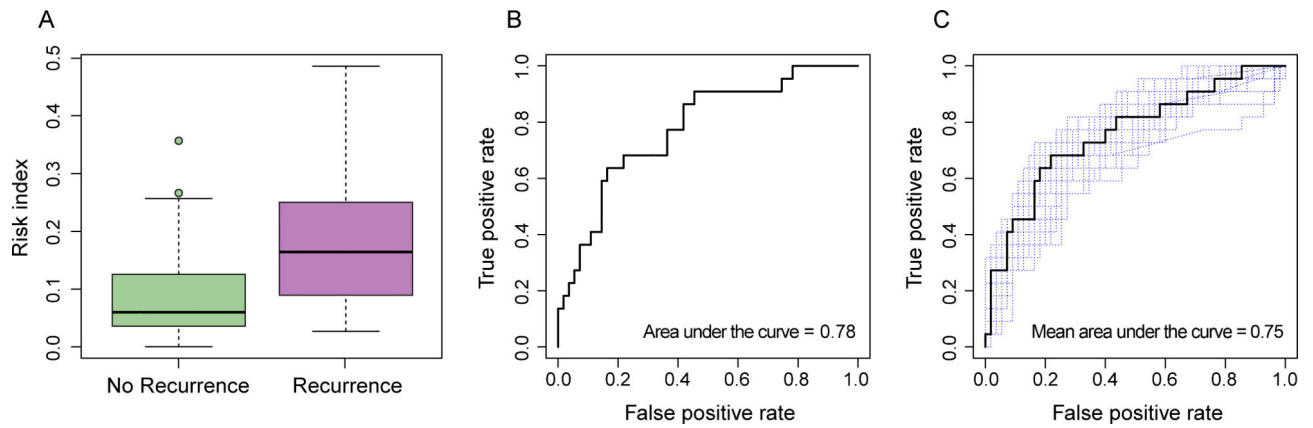 A
Risk index
0.5
0.4
0.3
0.2
0.1
0.0
No Recurrence
Recurrence
B
True positive rate
1.0
0.8
0.6
0.4
0.2
0.0
Area under the curve = 0.78
0.0 0.2 0.4 0.6 0.8 1.0
False positive rate
C
True positive rate
1.0
0.8
0.6
0.4
0.2
0.0
Mean area under the curve = 0.75
0.0 0.2 0.4 0.6 0.8 1.0
False positive rate